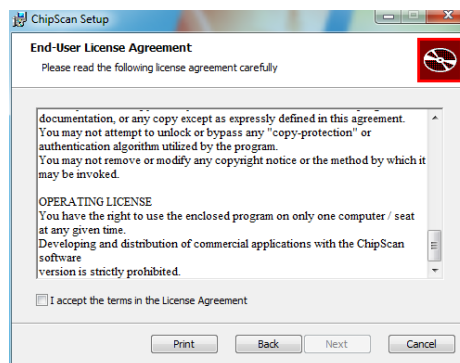 ChipScan Setup
End-User License Agreement
Please read the following license agreement carefully
documentation, or any copy except as expressly defined in this agreement.
You may not attempt to unlock or bypass any "copy-protection" or
authentication algorithm utilized by the program.
You may not remove or modify any copyright notice or the method by which it
may be invoked.
OPERATING LICENSE
You have the right to use the enclosed program on only one computer / seat
at any given time.
Developing and distribution of commercial applications with the ChipScan
software
version is strictly prohibited.
I accept the terms in the License Agreement
Print
Back
Next
Cancel